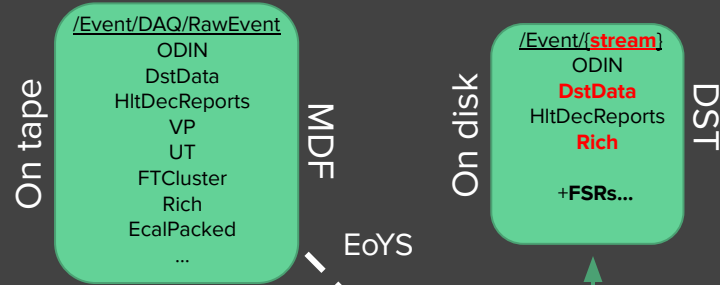 On tape
/Event/DAQ/RawEvent
ODIN
DstData
HltDecReports
VP
UT
FTCluster
Rich
EcalPacked
...
MDF
EoYS
On disk
/Event/{stream}
ODIN
DstData
HltDecReports
Rich
+FSRs...
DST